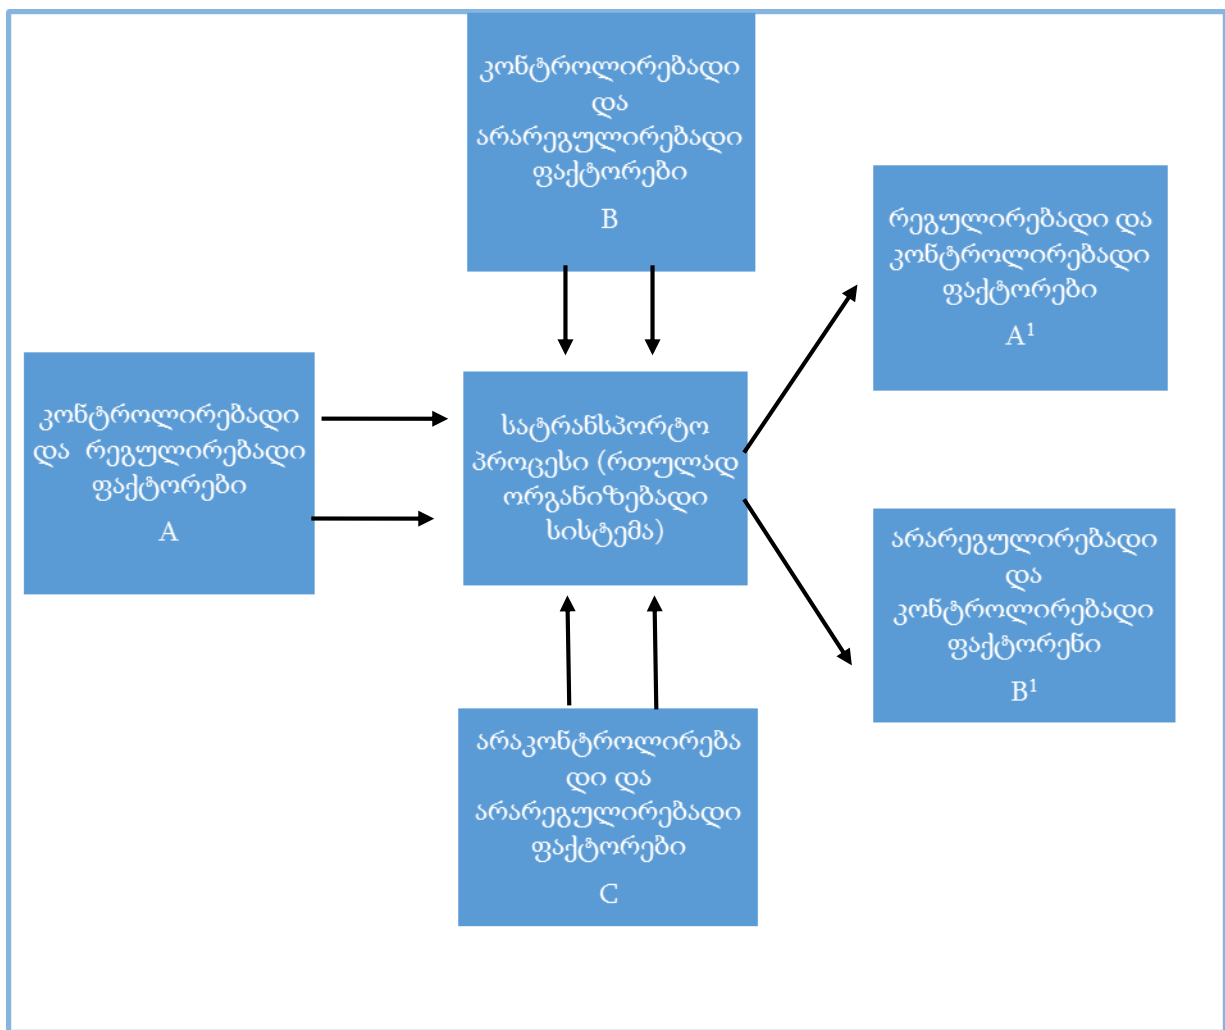 კონტროლირებადი
და
არარეგულირებადი
ფაქტორები
B
რეგულირებადი და
კონტროლირებადი
ფაქტორები
A¹
კონტროლირებადი
და რეგულირებადი
ფაქტორები
A
სატრანსპორტო
პროცესი (რთულად
ორგანიზებადი
სისტემა)
არარეგულირებადი
და
კონტროლირებადი
ფაქტორენი
B¹
არაკონტროლირება
დი და
არარეგულირებადი
ფაქტორები
C